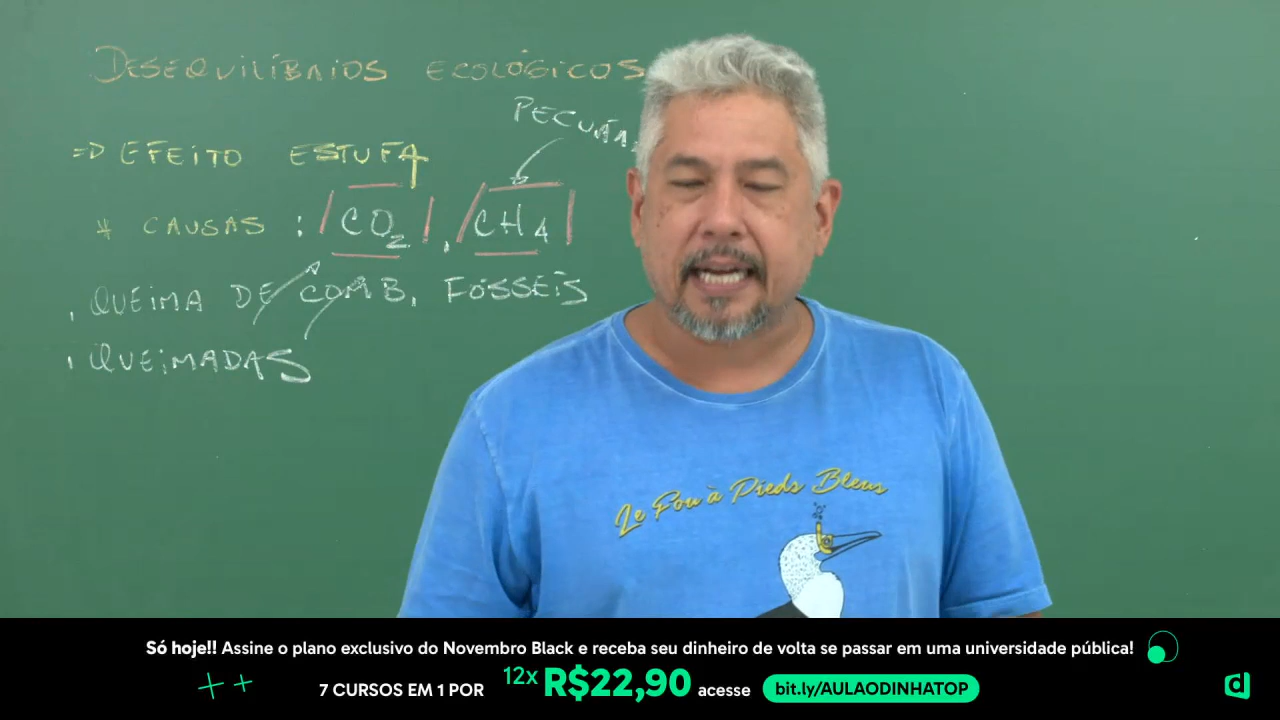 DESEQUILÍBRIOS ECOLÓGICOS
PECUÁR
=> EFEITO ESTUFA
* CAUSAS : CO2, CH4
. QUEIMA DE COMB. FÓSSEIS
. QUEIMADAS
Le Fou à Pieds Bleus
Só hoje!! Assine o plano exclusivo do Novembro Black e receba seu dinheiro de volta se passar em uma universidade pública!
7 CURSOS EM 1 POR 12x R$22,90 acesse bit.ly/AULAODINHATOP
d